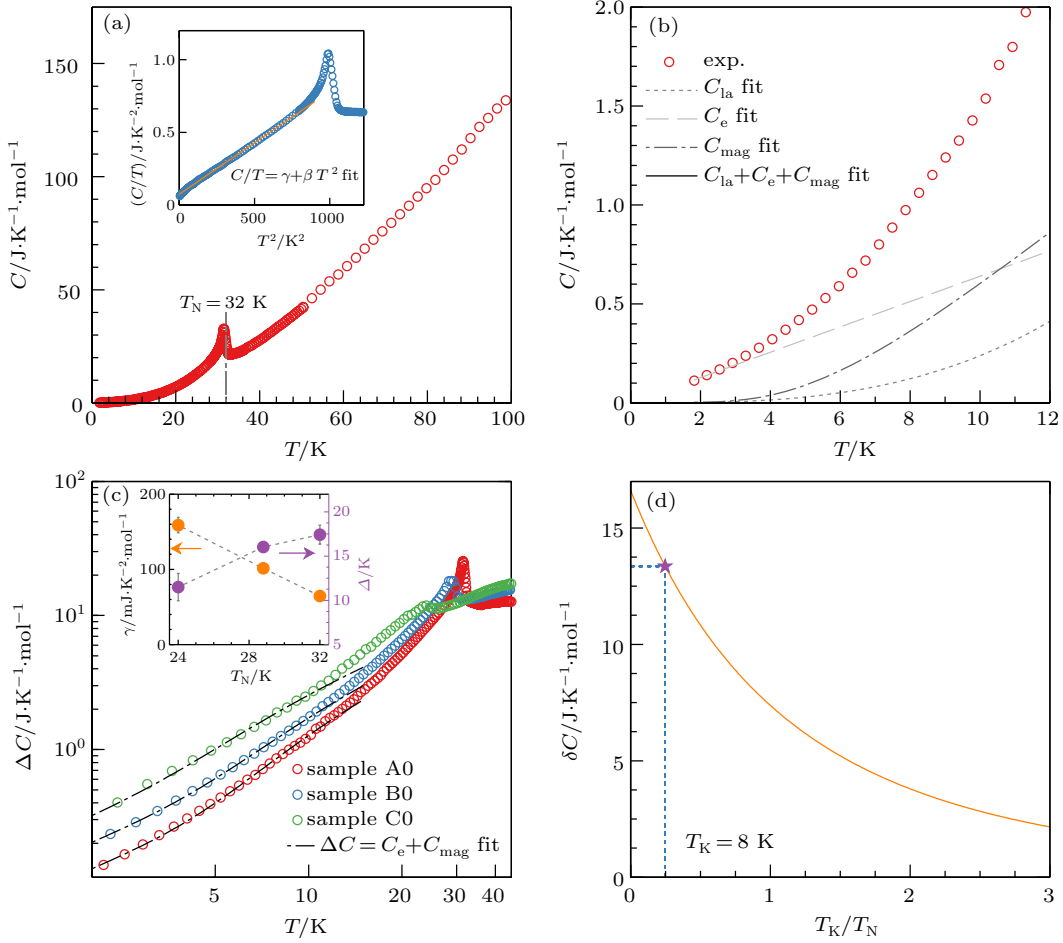 (a)
C/J·K⁻¹·mol⁻¹
150
100
50
0
0
20
40
60
80
100
T/K
T_N = 32 K
(C/T)/J·K⁻²·mol⁻¹
1.0
0.5
0
0
500
1000
T²/K²
C/T = γ+β T² fit
(b)
C/J·K⁻¹·mol⁻¹
2.0
1.5
1.0
0.5
0
0
2
4
6
8
10
12
T/K
exp.
C_la fit
C_e fit
C_mag fit
C_la+C_e+C_mag fit
(c)
ΔC/J·K⁻¹·mol⁻¹
10²
10¹
10⁰
5
10
20
30
40
T/K
γ/mJ·K⁻²·mol⁻¹
200
100
0
24
28
32
T_N/K
20
15
10
5
Δ/K
sample A0
sample B0
sample C0
ΔC = C_e+C_mag fit
(d)
δC/J·K⁻¹·mol⁻¹
15
10
5
0
0
1
2
3
T_K/T_N
T_K = 8 K